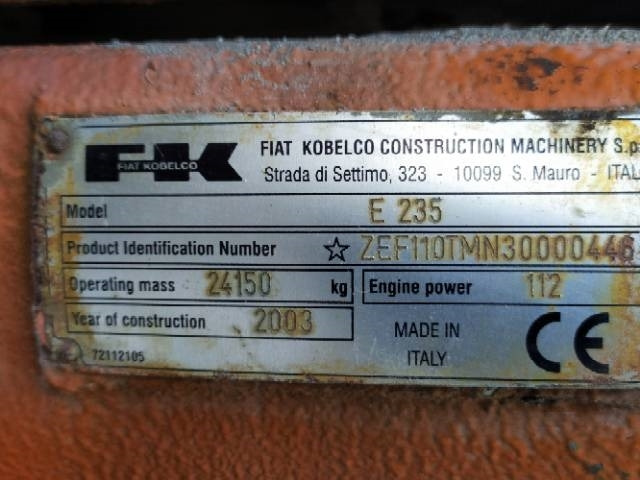 FK
FIAT KOBELCO
FIAT KOBELCO CONSTRUCTION MACHINERY S.p
Strada di Settimo, 323 - 10099 S. Mauro - ITAL
Model E 235
Product Identification Number ☆ ZEF110TMN30000446
Operating mass 24150 kg Engine power 112
Year of construction 2003
MADE IN
ITALY
CE
72112105